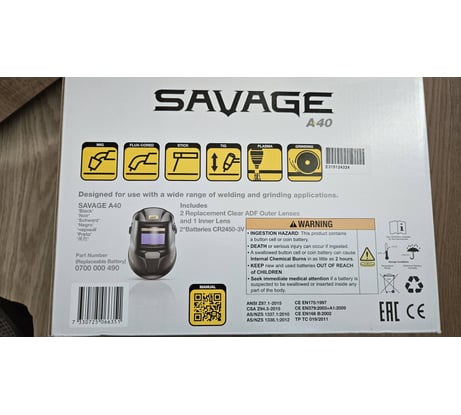 SAVAGE
A40
MIG
FLUX-CORED
STICK
TIG
PLASMA
GRINDING
Designed for use with a wide range of welding and grinding applications.
SAVAGE A40
"Black"
"Noir"
"Schwarz"
"Negro"
"черный"
"Preto"
Includes
2 Replacement Clear ADF Outer Lenses
and 1 Inner Lens
2*Batteries CR2450-3V
Part Number
(Replaceable Battery)
0700 000 490
7 330725 066351
MANUAL
WARNING
• INGESTION HAZARD: This product contains
a button cell or coin battery.
• DEATH or serious injury can occur if ingested.
• A swallowed button cell or coin battery can cause
Internal Chemical Burns in as little as 2 hours.
• KEEP new and used batteries OUT OF REACH
of CHILDREN
• Seek immediate medical attention if a battery is
suspected to be swallowed or inserted inside
any part of the body.
ANSI Z87.1-2015
CSA Z94.3-2015
AS/NZS 1337.1:2010
AS/NZS 1338.1:2012
CE EN175:1997
CE EN379:2003+A1:2009
CE EN166 B:2002
TP TC 019/2011
EAC
CE